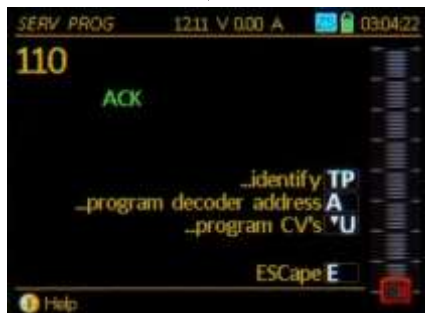 SERV PROG 12.11 V 0.00 A 03:04:22
110
ACK
...identify TP
...program decoder address A
...program CV's "U
ESCape E
Help